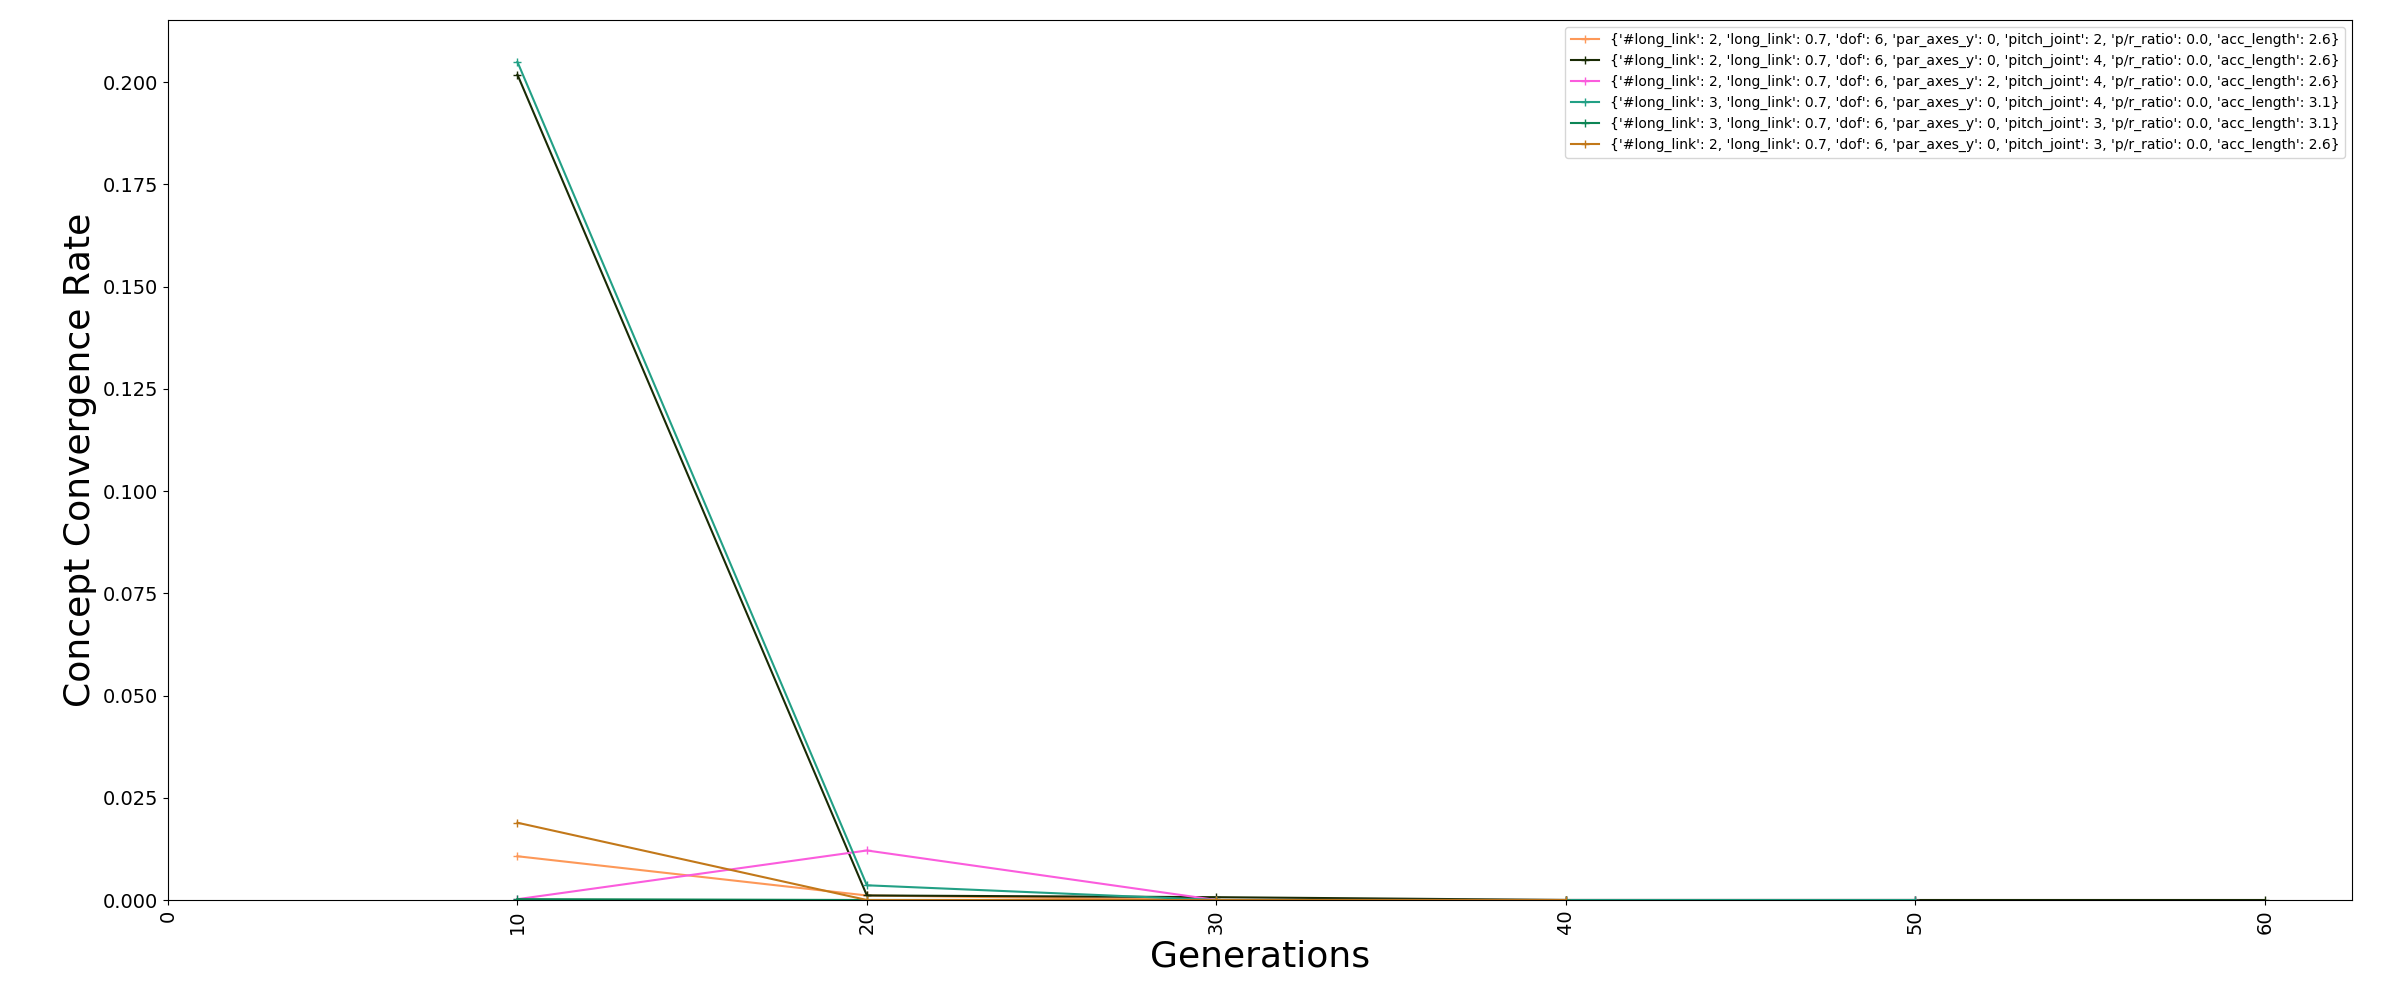 {'#long_link': 2, 'long_link': 0.7, 'dof': 6, 'par_axes_y': 0, 'pitch_joint': 2, 'p/r_ratio': 0.0, 'acc_length': 2.6}
{'#long_link': 2, 'long_link': 0.7, 'dof': 6, 'par_axes_y': 0, 'pitch_joint': 4, 'p/r_ratio': 0.0, 'acc_length': 2.6}
{'#long_link': 2, 'long_link': 0.7, 'dof': 6, 'par_axes_y': 2, 'pitch_joint': 4, 'p/r_ratio': 0.0, 'acc_length': 2.6}
{'#long_link': 3, 'long_link': 0.7, 'dof': 6, 'par_axes_y': 0, 'pitch_joint': 4, 'p/r_ratio': 0.0, 'acc_length': 3.1}
{'#long_link': 3, 'long_link': 0.7, 'dof': 6, 'par_axes_y': 0, 'pitch_joint': 3, 'p/r_ratio': 0.0, 'acc_length': 3.1}
{'#long_link': 2, 'long_link': 0.7, 'dof': 6, 'par_axes_y': 0, 'pitch_joint': 3, 'p/r_ratio': 0.0, 'acc_length': 2.6}
Concept Convergence Rate
0.200
0.175
0.150
0.125
0.100
0.075
0.050
0.025
0.000
0
10
20
30
40
50
60
Generations